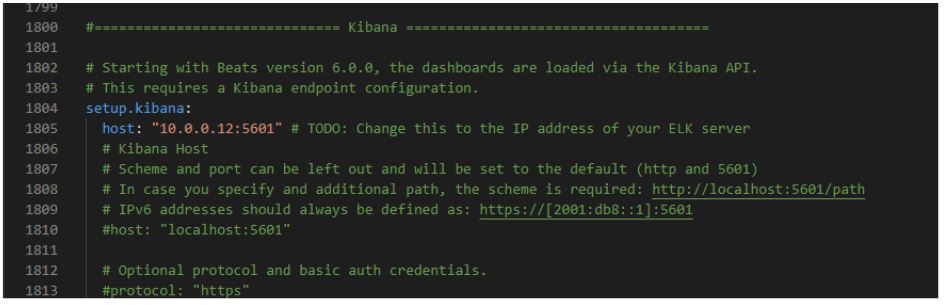 1799
1800 #============================== Kibana =====================================
1801
1802 # Starting with Beats version 6.0.0, the dashboards are loaded via the Kibana API.
1803 # This requires a Kibana endpoint configuration.
1804 setup.kibana:
1805 host: "10.0.0.12:5601" # TODO: Change this to the IP address of your ELK server
1806 # Kibana Host
1807 # Scheme and port can be left out and will be set to the default (http and 5601)
1808 # In case you specify and additional path, the scheme is required: http://localhost:5601/path
1809 # IPv6 addresses should always be defined as: https://[2001:db8::1]:5601
1810 #host: "localhost:5601"
1811
1812 # Optional protocol and basic auth credentials.
1813 #protocol: "https"